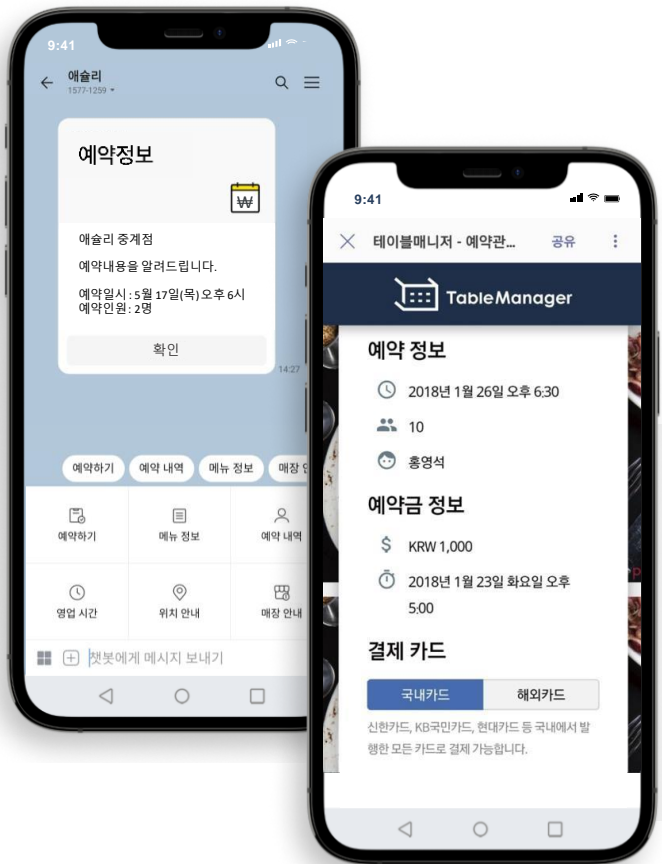 9:41
애슐리
1577-1259
예약정보
₩
애슐리 중계점
예약내용을 알려드립니다.
예약일시 : 5월 17일(목) 오후 6시
예약인원 : 2명
확인
14:27
예약하기 예약 내역 메뉴 정보 매장
예약하기 메뉴 정보 예약 내역
영업 시간 위치 안내 매장 안내
챗봇에게 메시지 보내기
9:41
테이블매니저 - 예약관... 공유
TableManager
예약 정보
2018년 1월 26일 오후 6:30
10
홍영석
예약금 정보
$ KRW 1,000
2018년 1월 23일 화요일 오후
5:00
결제 카드
국내카드 해외카드
신한카드, KB국민카드, 현대카드 등 국내에서 발
행한 모든 카드로 결제 가능합니다.